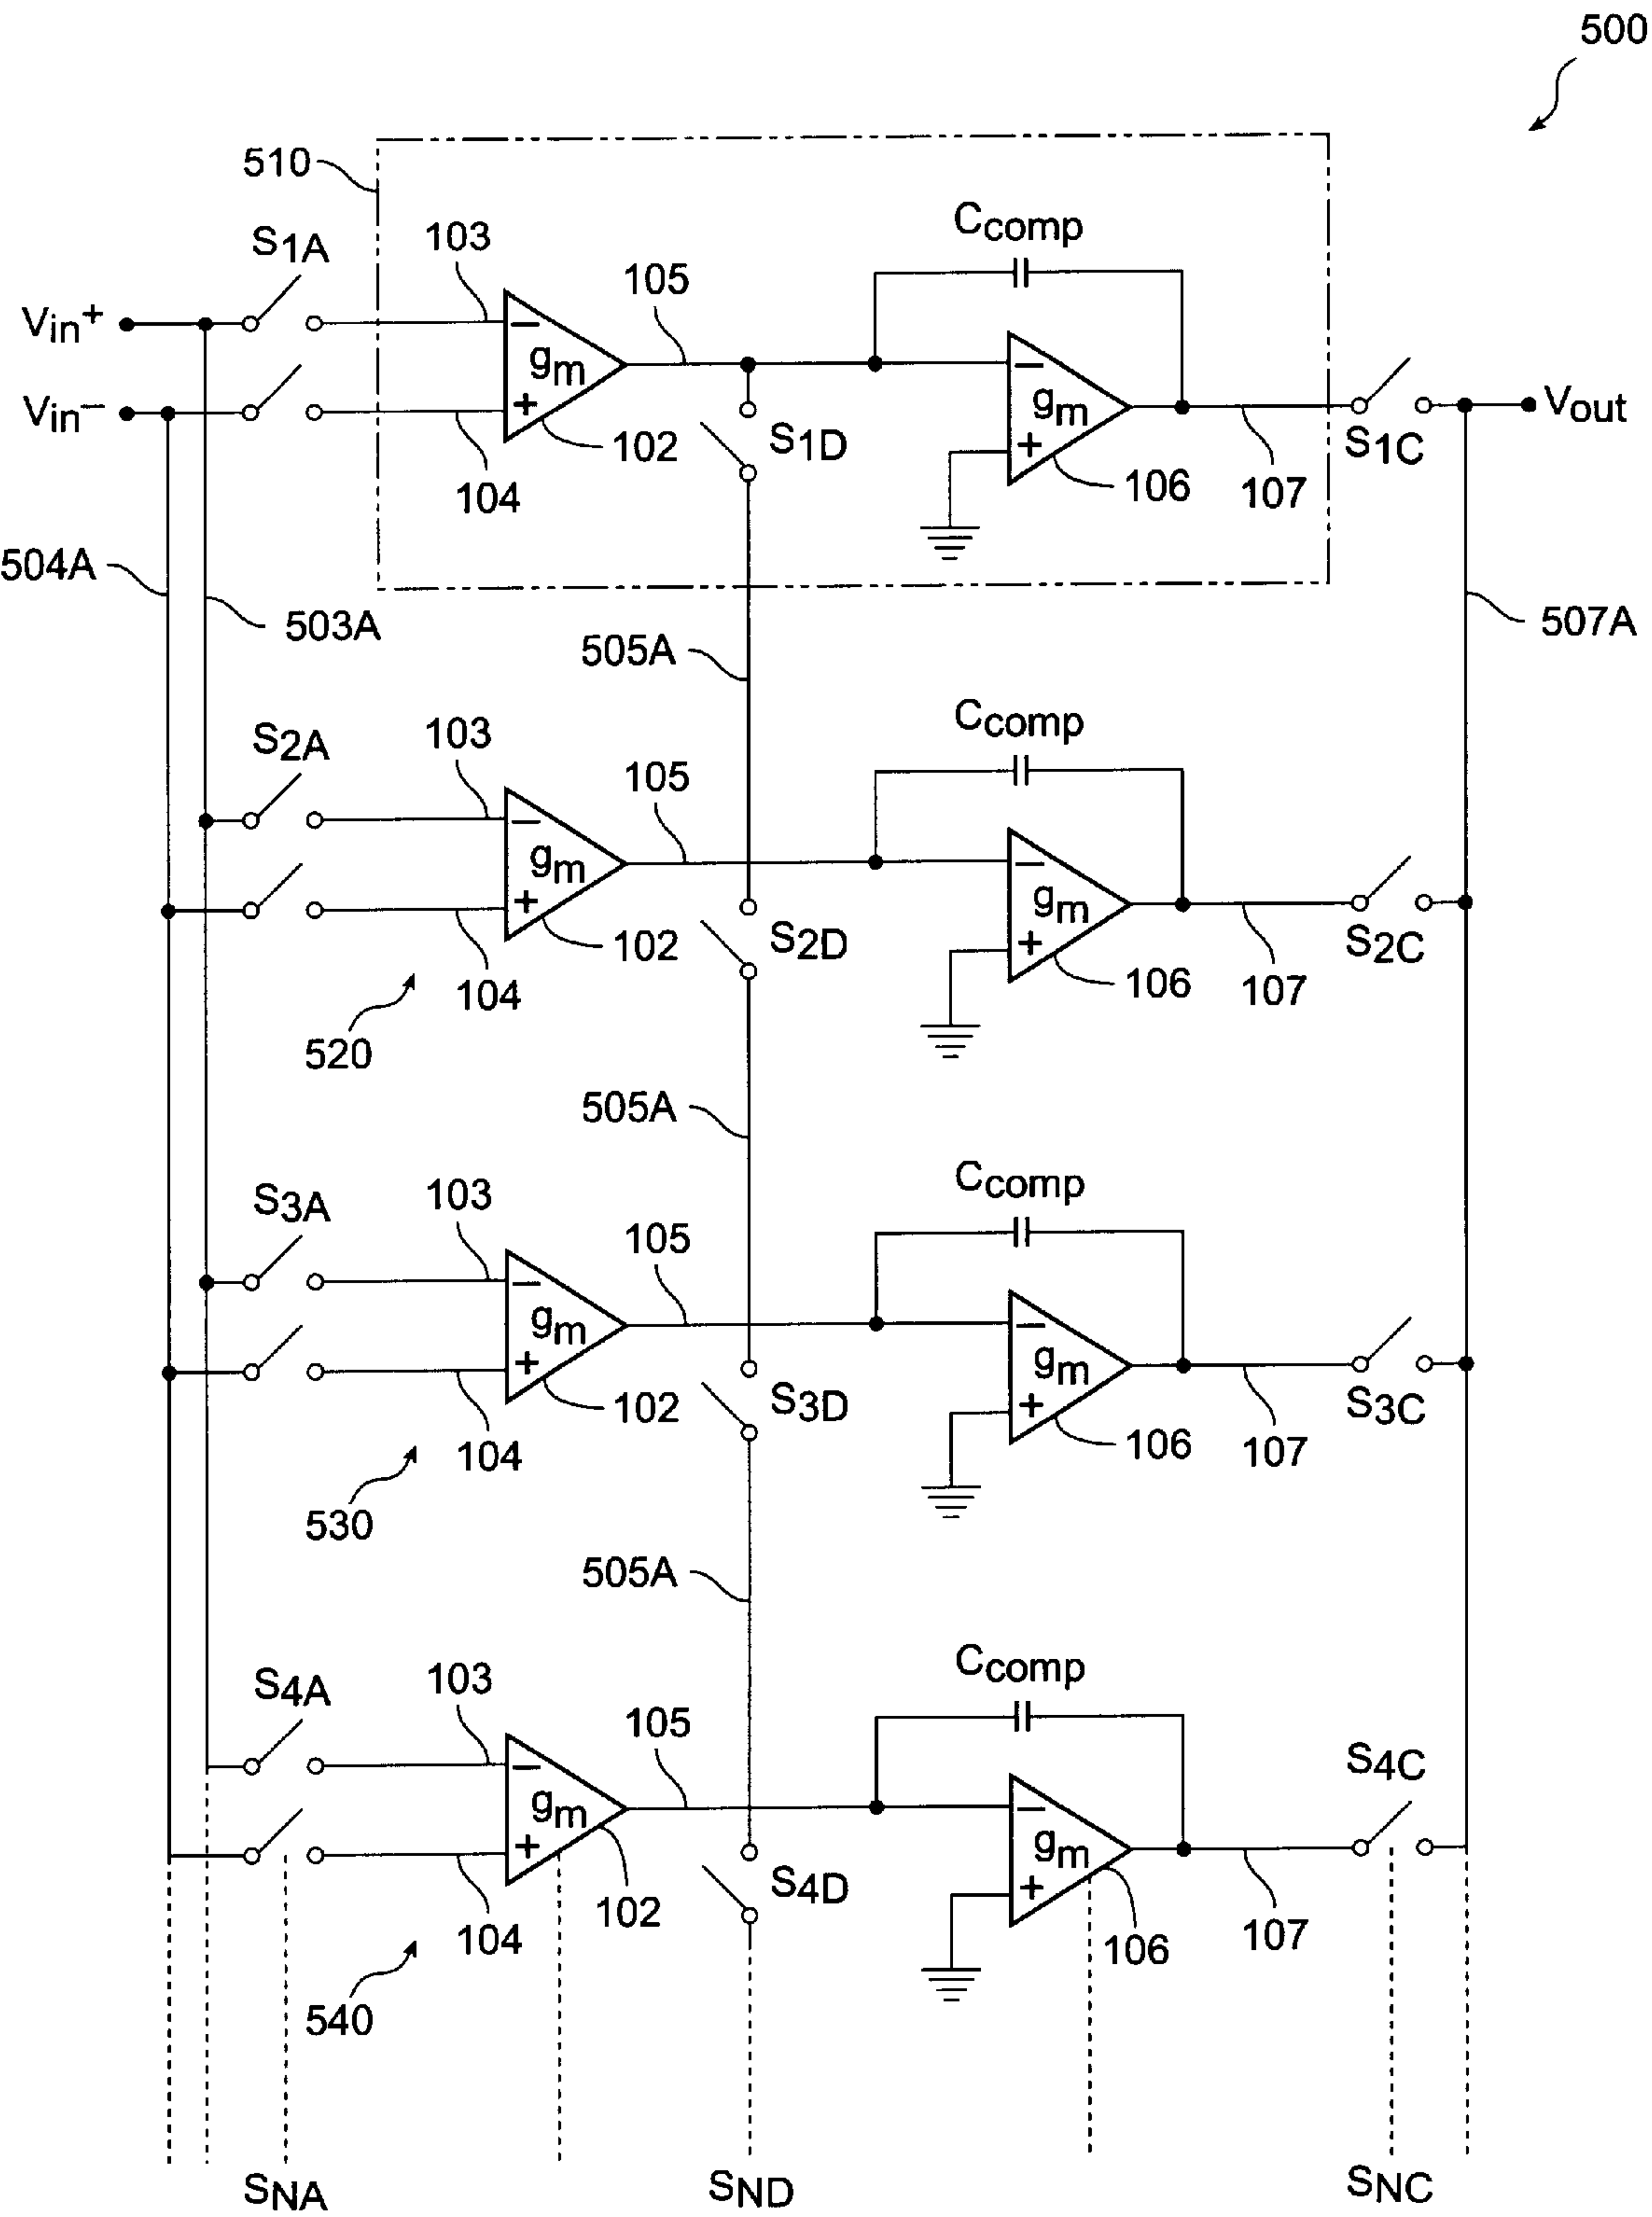 500
510
S1A
103
105
Ccomp
Vin+
−
gm
+
Vin−
102
104
S1D
−
gm
+
106
107
S1C
Vout
504A
503A
505A
507A
S2A
103
105
Ccomp
−
gm
+
102
104
520
S2D
−
gm
+
106
107
S2C
505A
S3A
103
105
Ccomp
−
gm
+
102
104
530
S3D
−
gm
+
106
107
S3C
505A
S4A
103
105
Ccomp
−
gm
+
102
104
540
S4D
−
gm
+
106
107
S4C
SNA
SND
SNC